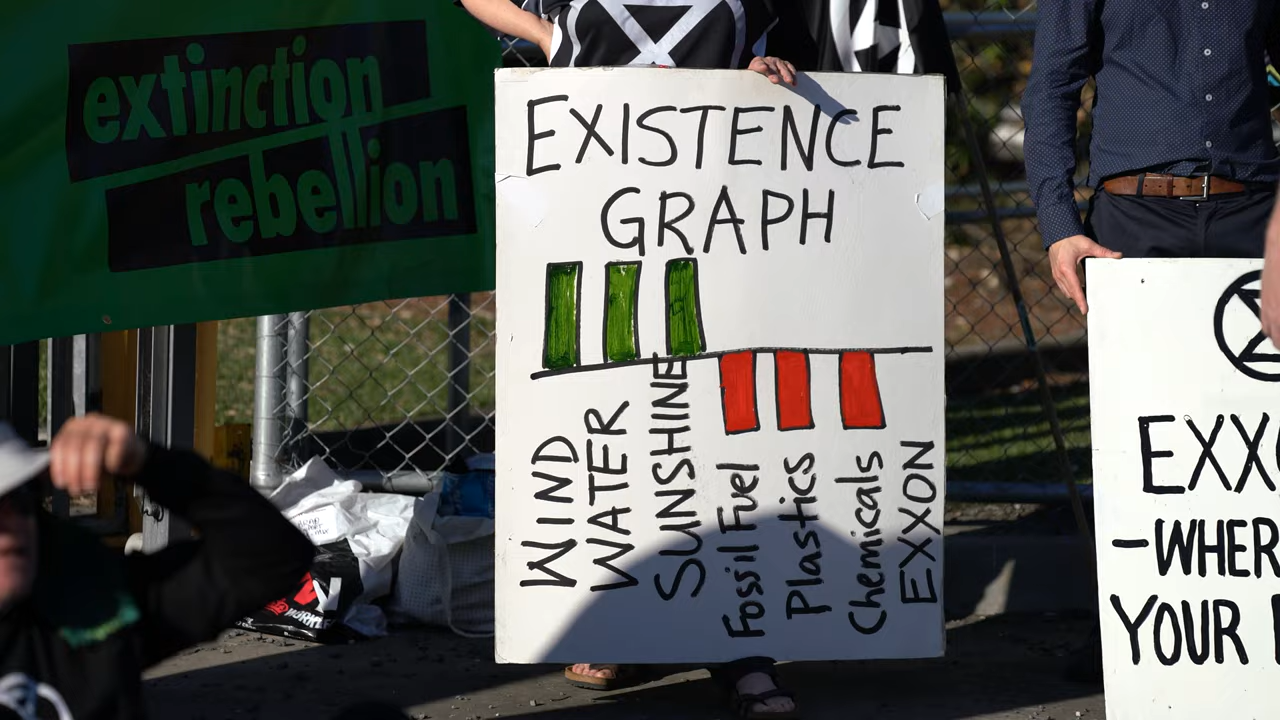 extinction
rebellion
EXISTENCE
GRAPH
WIND
WATER
SUNSHINE
Fossil Fuel
Plastics
Chemicals
EXXON
EXXO
-WHER
YOUR